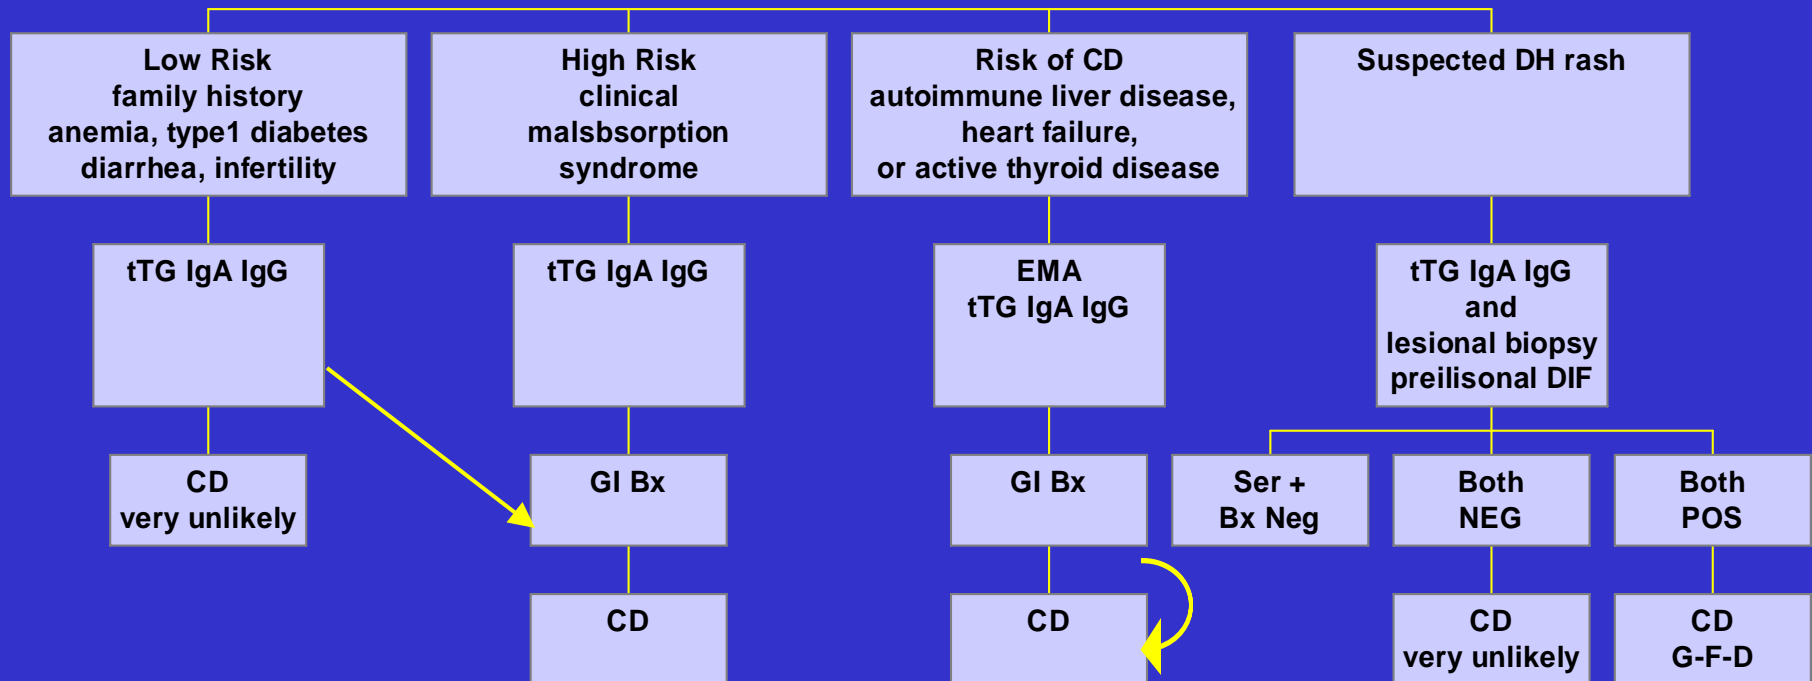 Low Risk
family history
anemia, type1 diabetes
diarrhea, infertility
High Risk
clinical
malsbsorption
syndrome
Risk of CD
autoimmune liver disease,
heart failure,
or active thyroid disease
Suspected DH rash
tTG IgA IgG
tTG IgA IgG
EMA
tTG IgA IgG
tTG IgA IgG
and
lesional biopsy
preilisonal DIF
CD
very unlikely
GI Bx
GI Bx
Ser +
Bx Neg
Both
NEG
Both
POS
CD
CD
CD
very unlikely
CD
G-F-D